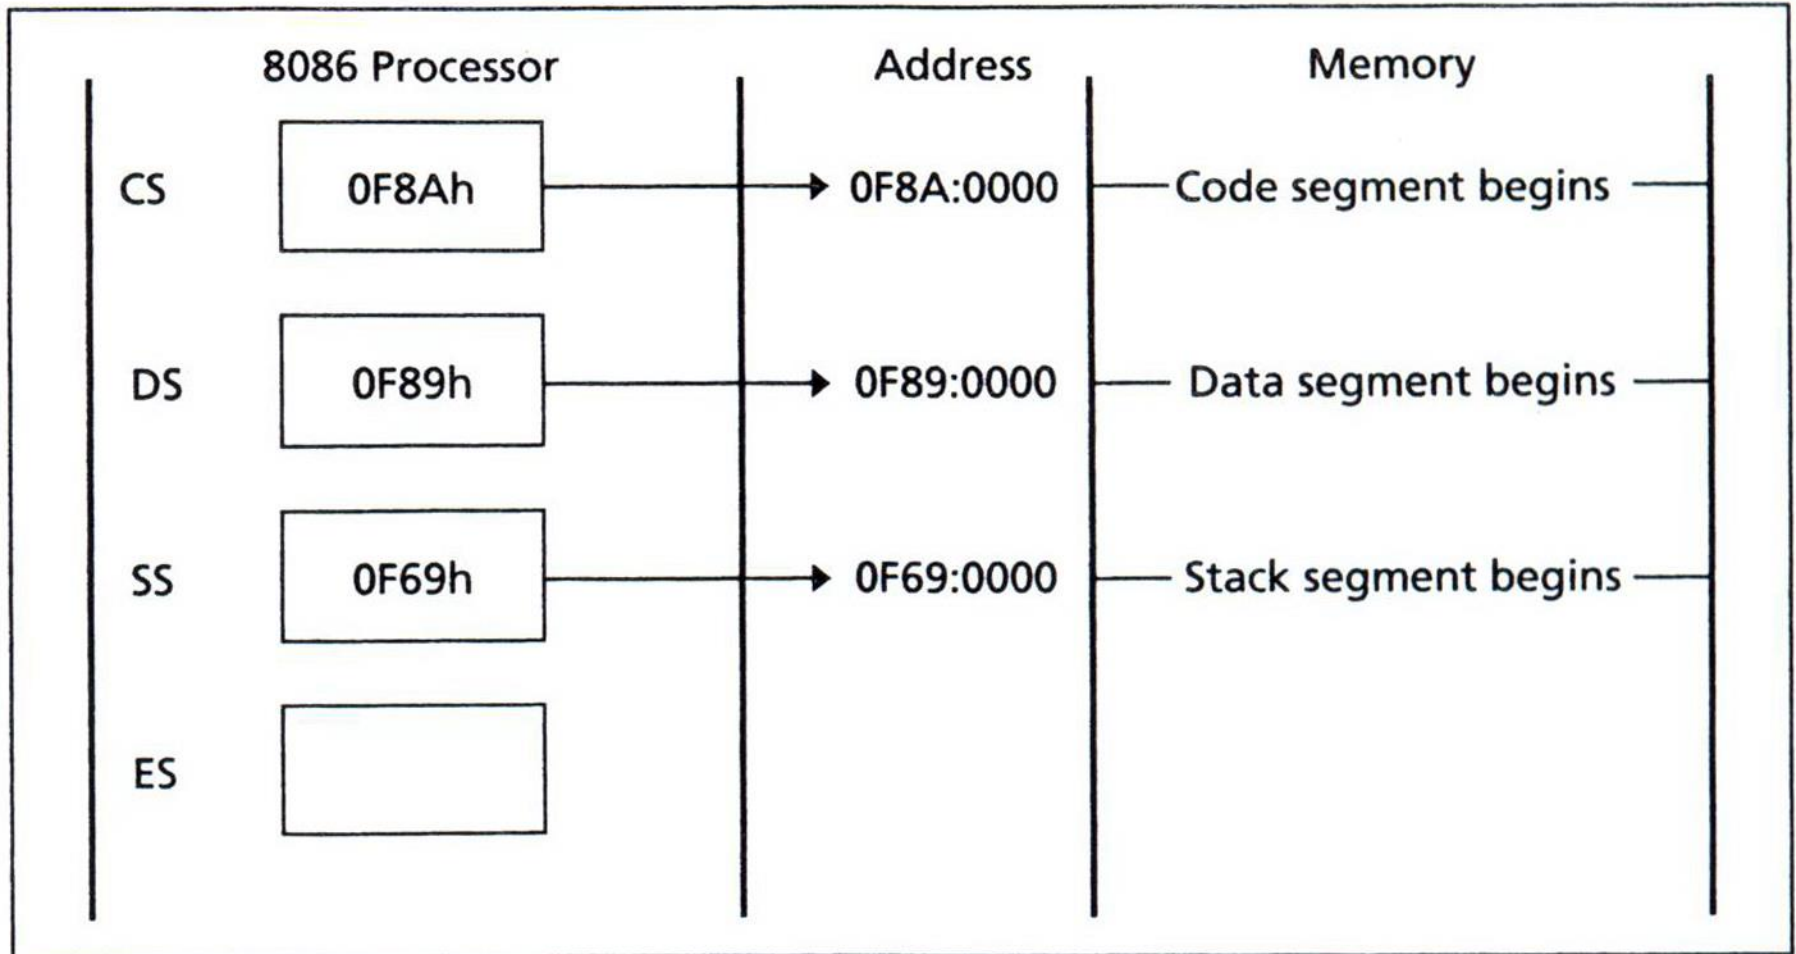 8086 Processor Address Memory
CS 0F8Ah 0F8A:0000 Code segment begins
DS 0F89h 0F89:0000 Data segment begins
SS 0F69h 0F69:0000 Stack segment begins
ES